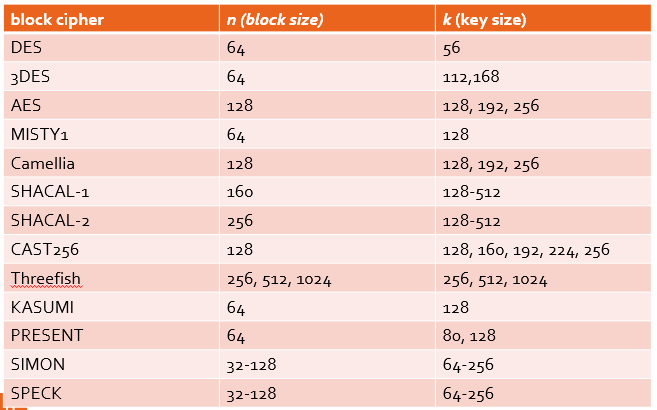 block cipher n (block size) k (key size)
DES 64 56
3DES 64 112,168
AES 128 128, 192, 256
MISTY1 64 128
Camellia 128 128, 192, 256
SHACAL-1 160 128-512
SHACAL-2 256 128-512
CAST256 128 128, 160, 192, 224, 256
Threefish 256, 512, 1024 256, 512, 1024
KASUMI 64 128
PRESENT 64 80, 128
SIMON 32-128 64-256
SPECK 32-128 64-256